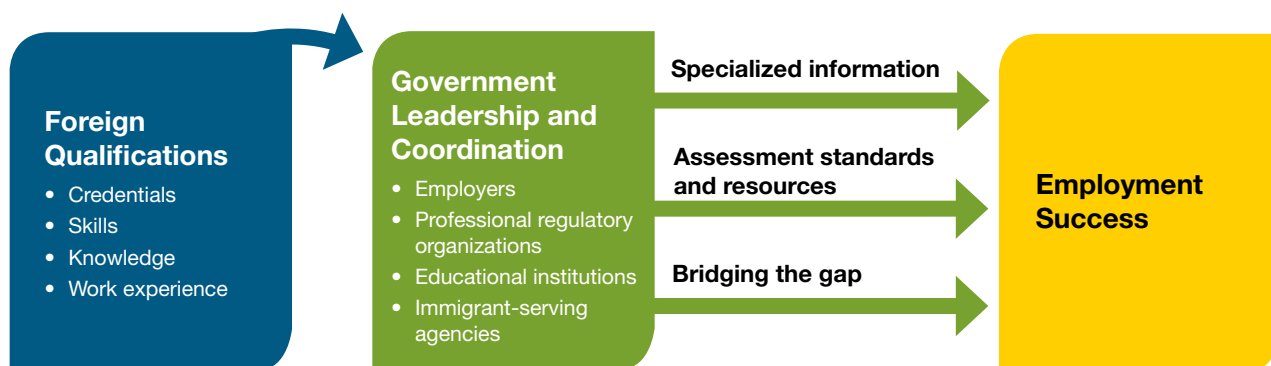 Foreign
Qualifications
• Credentials
• Skills
• Knowledge
• Work experience
Government
Leadership and
Coordination
• Employers
• Professional regulatory
organizations
• Educational institutions
• Immigrant-serving
agencies
Specialized information
Assessment standards
and resources
Bridging the gap
Employment
Success